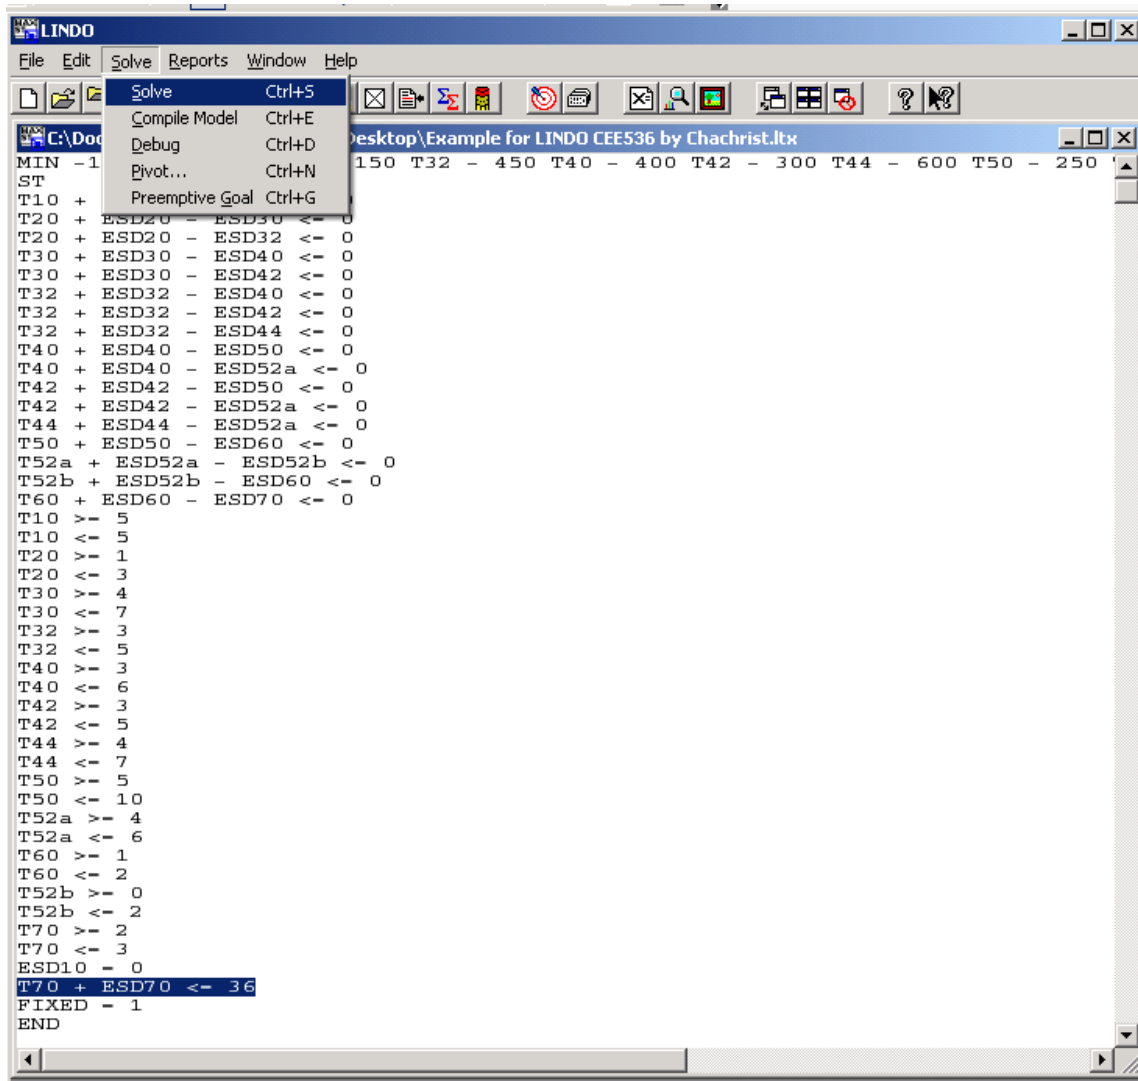 LINDO
File Edit Solve Reports Window Help
Solve Ctrl+S
Compile Model Ctrl+E
Debug Ctrl+D
Pivot... Ctrl+N
Preemptive Goal Ctrl+G
C:\Doc esktop\Example for LINDO CEE536 by Chachrist.ltx
MIN -1 150 T32 - 450 T40 - 400 T42 - 300 T44 - 600 T50 - 250
ST
T10 +
T20 + ESD20 - ESD30 <= 0
T20 + ESD20 - ESD32 <= 0
T30 + ESD30 - ESD40 <= 0
T30 + ESD30 - ESD42 <= 0
T32 + ESD32 - ESD40 <= 0
T32 + ESD32 - ESD42 <= 0
T32 + ESD32 - ESD44 <= 0
T40 + ESD40 - ESD50 <= 0
T40 + ESD40 - ESD52a <= 0
T42 + ESD42 - ESD50 <= 0
T42 + ESD42 - ESD52a <= 0
T44 + ESD44 - ESD52a <= 0
T50 + ESD50 - ESD60 <= 0
T52a + ESD52a - ESD52b <= 0
T52b + ESD52b - ESD60 <= 0
T60 + ESD60 - ESD70 <= 0
T10 >= 5
T10 <= 5
T20 >= 1
T20 <= 3
T30 >= 4
T30 <= 7
T32 >= 3
T32 <= 5
T40 >= 3
T40 <= 6
T42 >= 3
T42 <= 5
T44 >= 4
T44 <= 7
T50 >= 5
T50 <= 10
T52a >= 4
T52a <= 6
T60 >= 1
T60 <= 2
T52b >= 0
T52b <= 2
T70 >= 2
T70 <= 3
ESD10 = 0
T70 + ESD70 <= 36
FIXED = 1
END